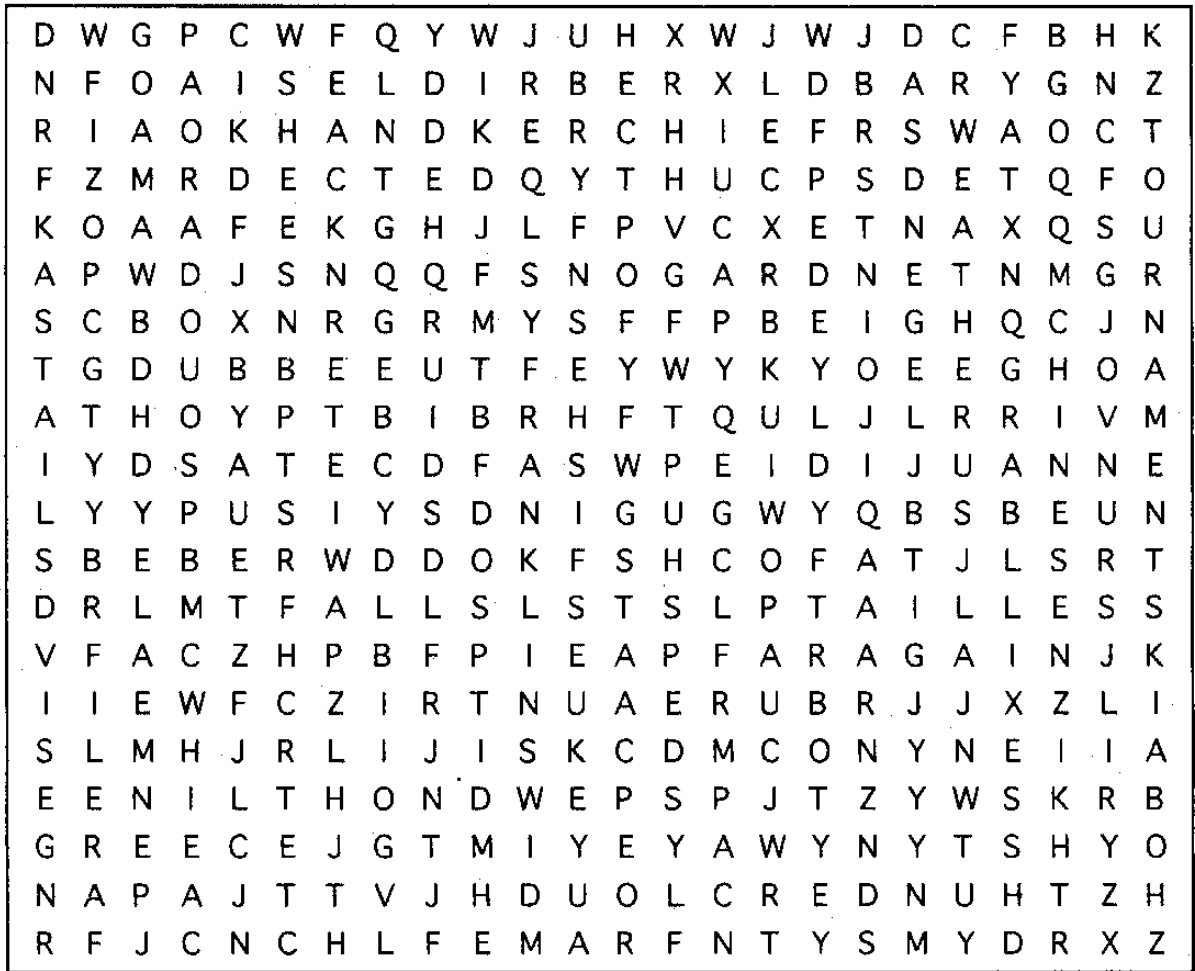 D W G P C W F Q Y W J U H X W J W J D C F B H K
N F O A I S E L D I R B E R X L D B A R Y G N Z
R I A O K H A N D K E R C H I E F R S W A O C T
F Z M R D E C T E D Q Y T H U C P S D E T Q F O
K O A A F E K G H J L F P V C X E T N A X Q S U
A P W D J S N Q Q F S N O G A R D N E T N M G R
S C B O X N R G R M Y S F F P B E I G H Q C J N
T G D U B B E E U T F E Y W Y K Y O E E G H O A
A T H O Y P T B I B R H F T Q U L J L R R I V M
I Y D S A T E C D F A S W P E I D I J U A N N E
L Y Y P U S I Y S D N I G U G W Y Q B S B E U N
S B E B E R W D D O K F S H C O F A T J L S R T
D R L M T F A L L S L S T S L P T A I L L E S S
V F A C Z H P B F P I E A P F A R A G A I N J K
I I E W F C Z I R T N U A E R U B R J J X Z L I
S L M H J R L I J I S K C D M C O N Y N E I I A
E E N I L T H O N D W E P S P J T Z Y W S K R B
G R E E C E J G T M I Y E Y A W Y N Y T S H Y O
N A P A J T T V J H D U O L C R E D N U H T Z H
R F J C N C H L F E M A R F N T Y S M Y D R X Z